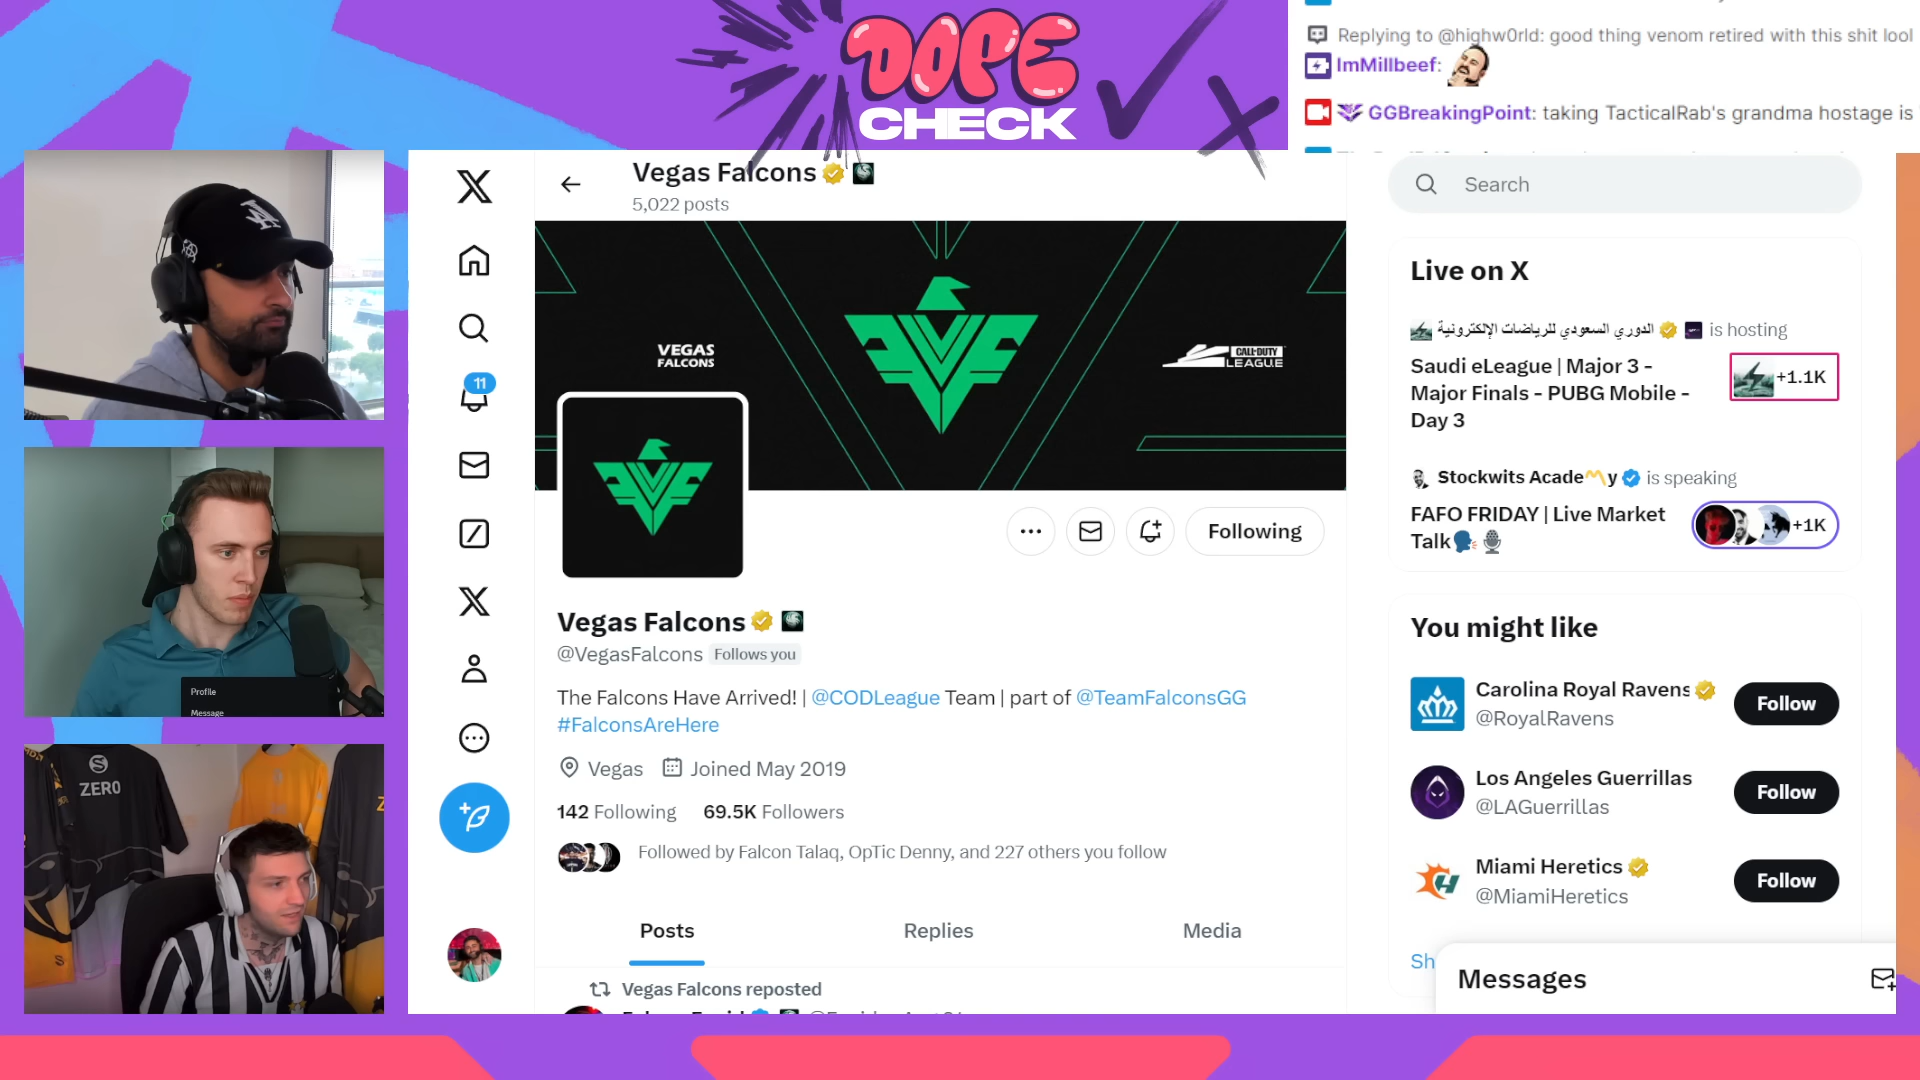 DOPE
CHECK
Replying to @highw0rld: good thing venom retired with this shit lool
ImMillbeef:
GGBreakingPoint: taking TacticalRab's grandma hostage is
Vegas Falcons
5,022 posts
Search
VEGAS
FALCONS
CALL·DUTY
LEAGUE
11
Following
Vegas Falcons
@VegasFalcons Follows you
The Falcons Have Arrived! | @CODLeague Team | part of @TeamFalconsGG
#FalconsAreHere
Vegas Joined May 2019
142 Following 69.5K Followers
Followed by Falcon Talaq, OpTic Denny, and 227 others you follow
Posts Replies Media
Vegas Falcons reposted
Live on X
الدوري السعودي للرياضات الإلكترونية is hosting
Saudi eLeague | Major 3 -
Major Finals - PUBG Mobile -
Day 3
+1.1K
Stockwits Acade〽️y is speaking
FAFO FRIDAY | Live Market
Talk🗣️🎙️
+1K
You might like
Carolina Royal Ravens
@RoyalRavens
Follow
Los Angeles Guerrillas
@LAGuerrillas
Follow
Miami Heretics
@MiamiHeretics
Follow
Sh
Messages
Profile
Message
ZERO